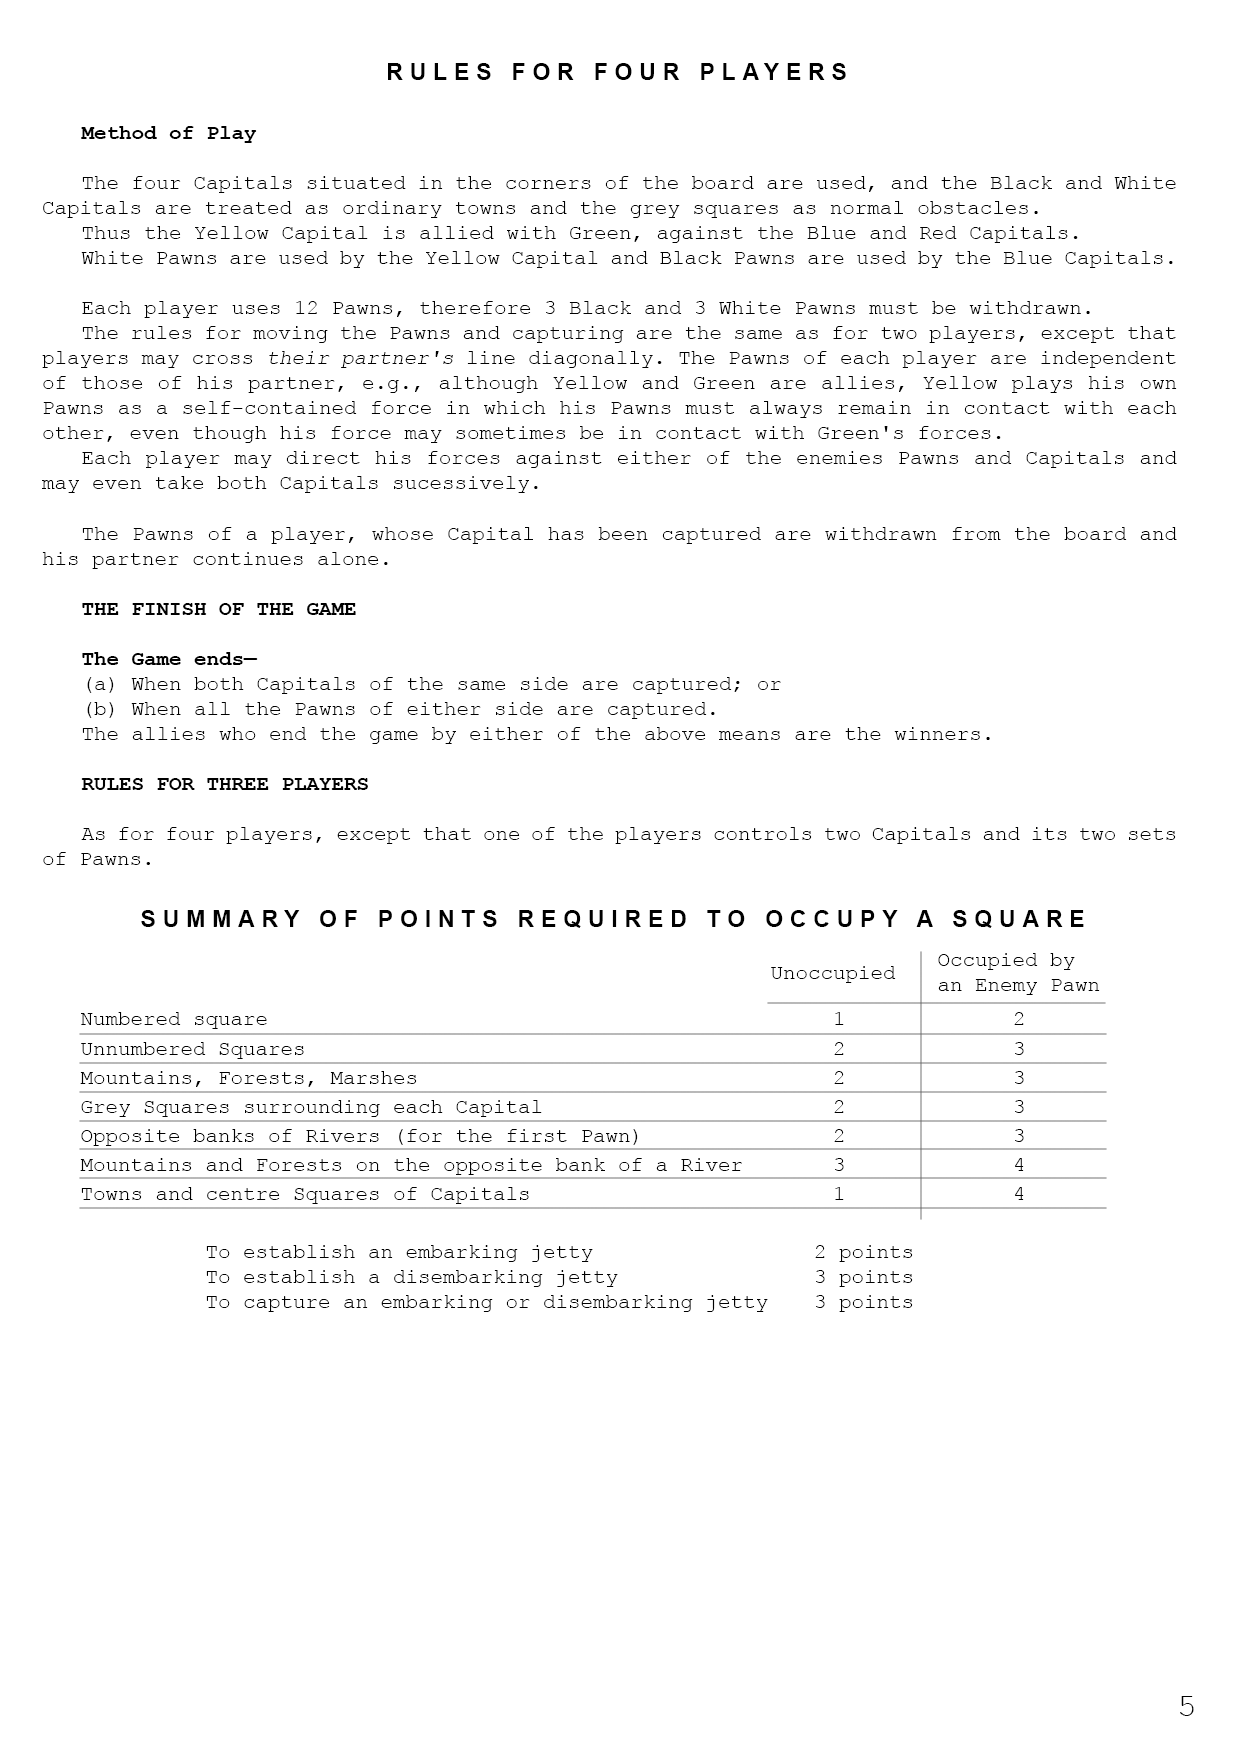 RULES FOR FOUR PLAYERS
Method of Play
The four Capitals situated in the corners of the board are used, and the Black and White
Capitals are treated as ordinary towns and the grey squares as normal obstacles.
Thus the Yellow Capital is allied with Green, against the Blue and Red Capitals.
White Pawns are used by the Yellow Capital and Black Pawns are used by the Blue Capitals.
Each player uses 12 Pawns, therefore 3 Black and 3 White Pawns must be withdrawn.
The rules for moving the Pawns and capturing are the same as for two players, except that
players may cross their partner's line diagonally. The Pawns of each player are independent
of those of his partner, e.g., although Yellow and Green are allies, Yellow plays his own
Pawns as a self-contained force in which his Pawns must always remain in contact with each
other, even though his force may sometimes be in contact with Green's forces.
Each player may direct his forces against either of the enemies Pawns and Capitals and
may even take both Capitals sucessively.
The Pawns of a player, whose Capital has been captured are withdrawn from the board and
his partner continues alone.
THE FINISH OF THE GAME
The Game ends—
(a) When both Capitals of the same side are captured; or
(b) When all the Pawns of either side are captured.
The allies who end the game by either of the above means are the winners.
RULES FOR THREE PLAYERS
As for four players, except that one of the players controls two Capitals and its two sets
of Pawns.
SUMMARY OF POINTS REQUIRED TO OCCUPY A SQUARE
Unoccupied
Occupied by
an Enemy Pawn
Numbered square 1 2
Unnumbered Squares 2 3
Mountains, Forests, Marshes 2 3
Grey Squares surrounding each Capital 2 3
Opposite banks of Rivers (for the first Pawn) 2 3
Mountains and Forests on the opposite bank of a River 3 4
Towns and centre Squares of Capitals 1 4
To establish an embarking jetty 2 points
To establish a disembarking jetty 3 points
To capture an embarking or disembarking jetty 3 points
5